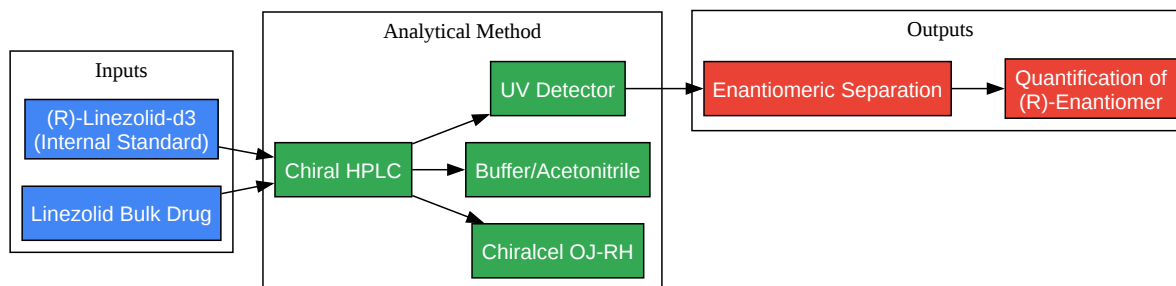 Inputs
(R)-Linezolid-d3
(Internal Standard)
Linezolid Bulk Drug
Analytical Method
Chiral HPLC
UV Detector
Buffer/Acetonitrile
Chiralcel OJ-RH
Outputs
Enantiomeric Separation
Quantification of
(R)-Enantiomer